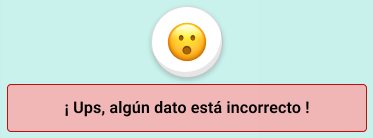 ¡ Ups, algún dato está incorrecto !